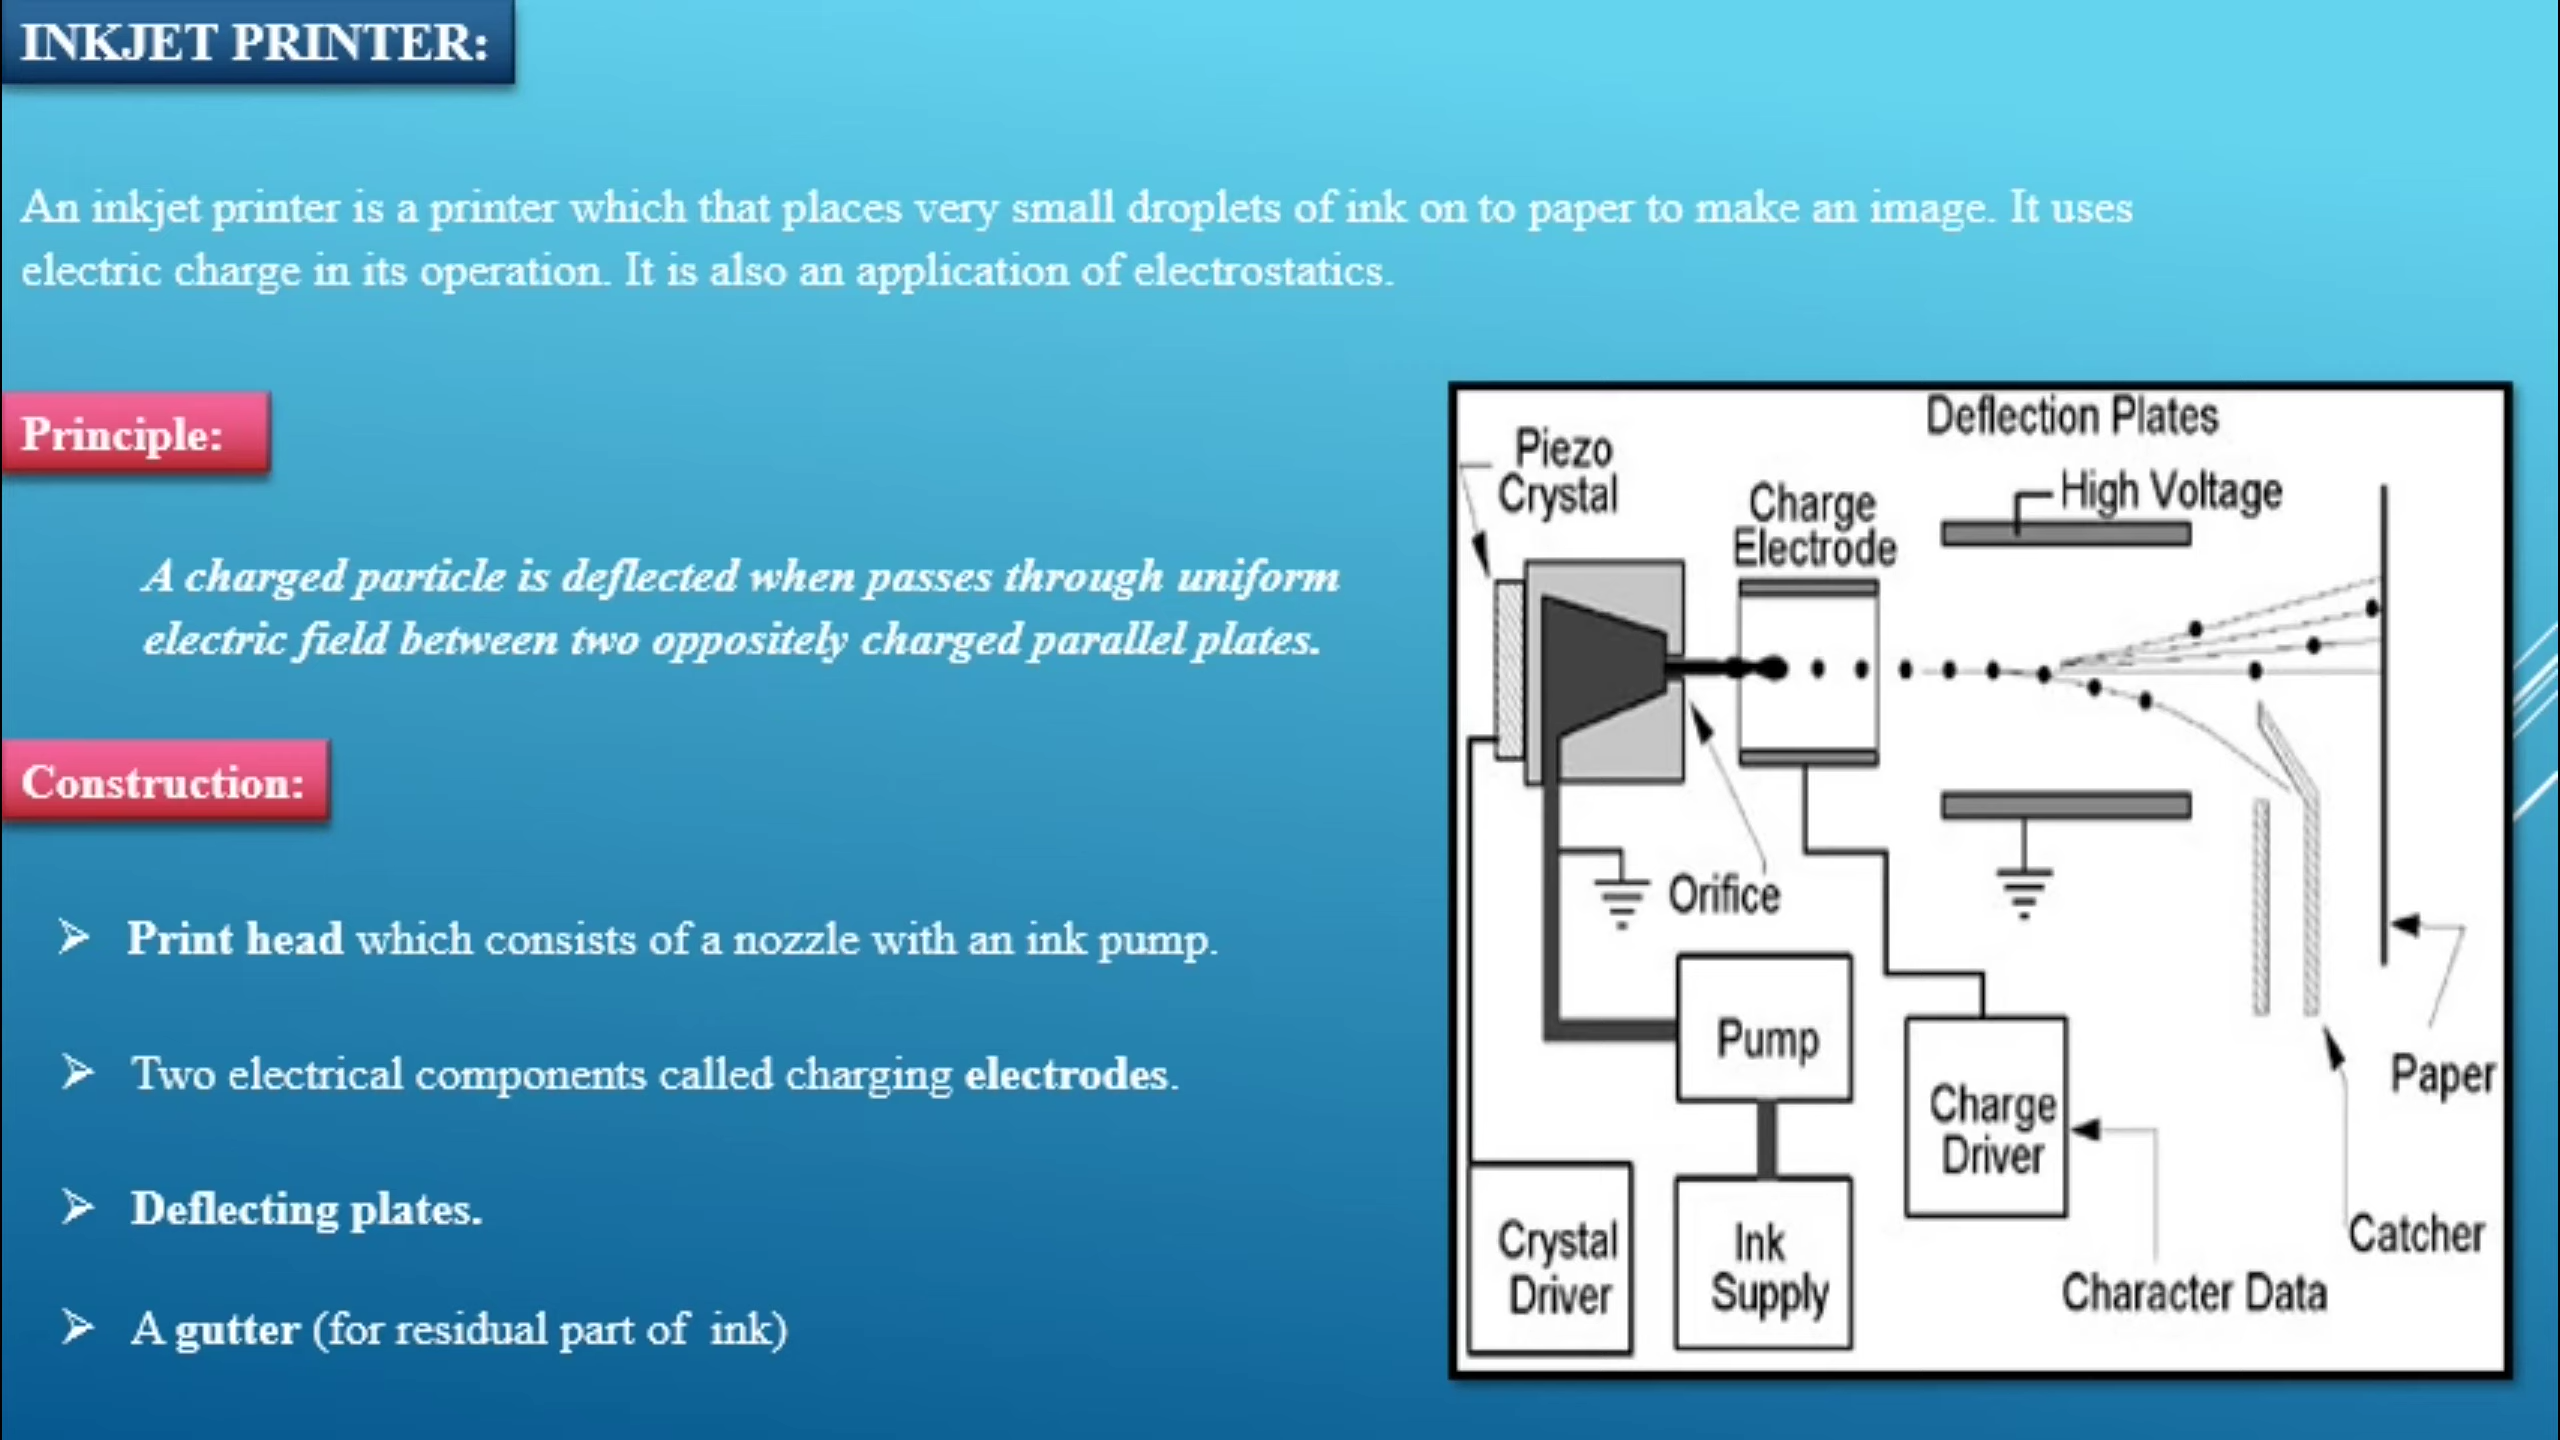 INKJET PRINTER:
An inkjet printer is a printer which that places very small droplets of ink on to paper to make an image. It uses
electric charge in its operation. It is also an application of electrostatics.
Principle:
A charged particle is deflected when passes through uniform
electric field between two oppositely charged parallel plates.
Construction:
➢ Print head which consists of a nozzle with an ink pump.
➢ Two electrical components called charging electrodes.
➢ Deflecting plates.
➢ A gutter (for residual part of ink)
Deflection Plates
Piezo
Crystal
High Voltage
Charge
Electrode
Orifice
Pump
Paper
Charge
Driver
Crystal
Driver
Ink
Supply
Catcher
Character Data